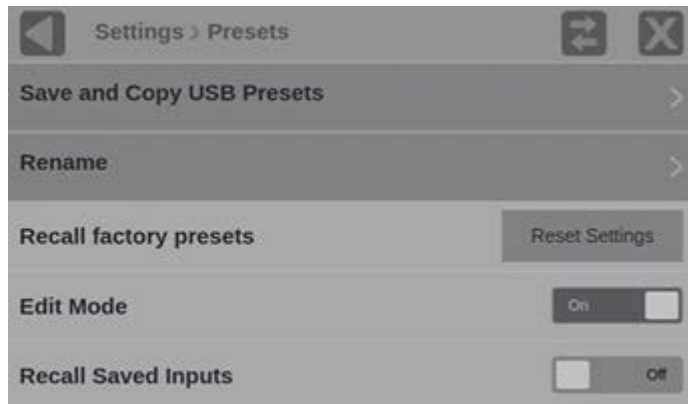 Settings > Presets
Save and Copy USB Presets
Rename
Recall factory presets
Reset Settings
Edit Mode
On
Recall Saved Inputs
Off